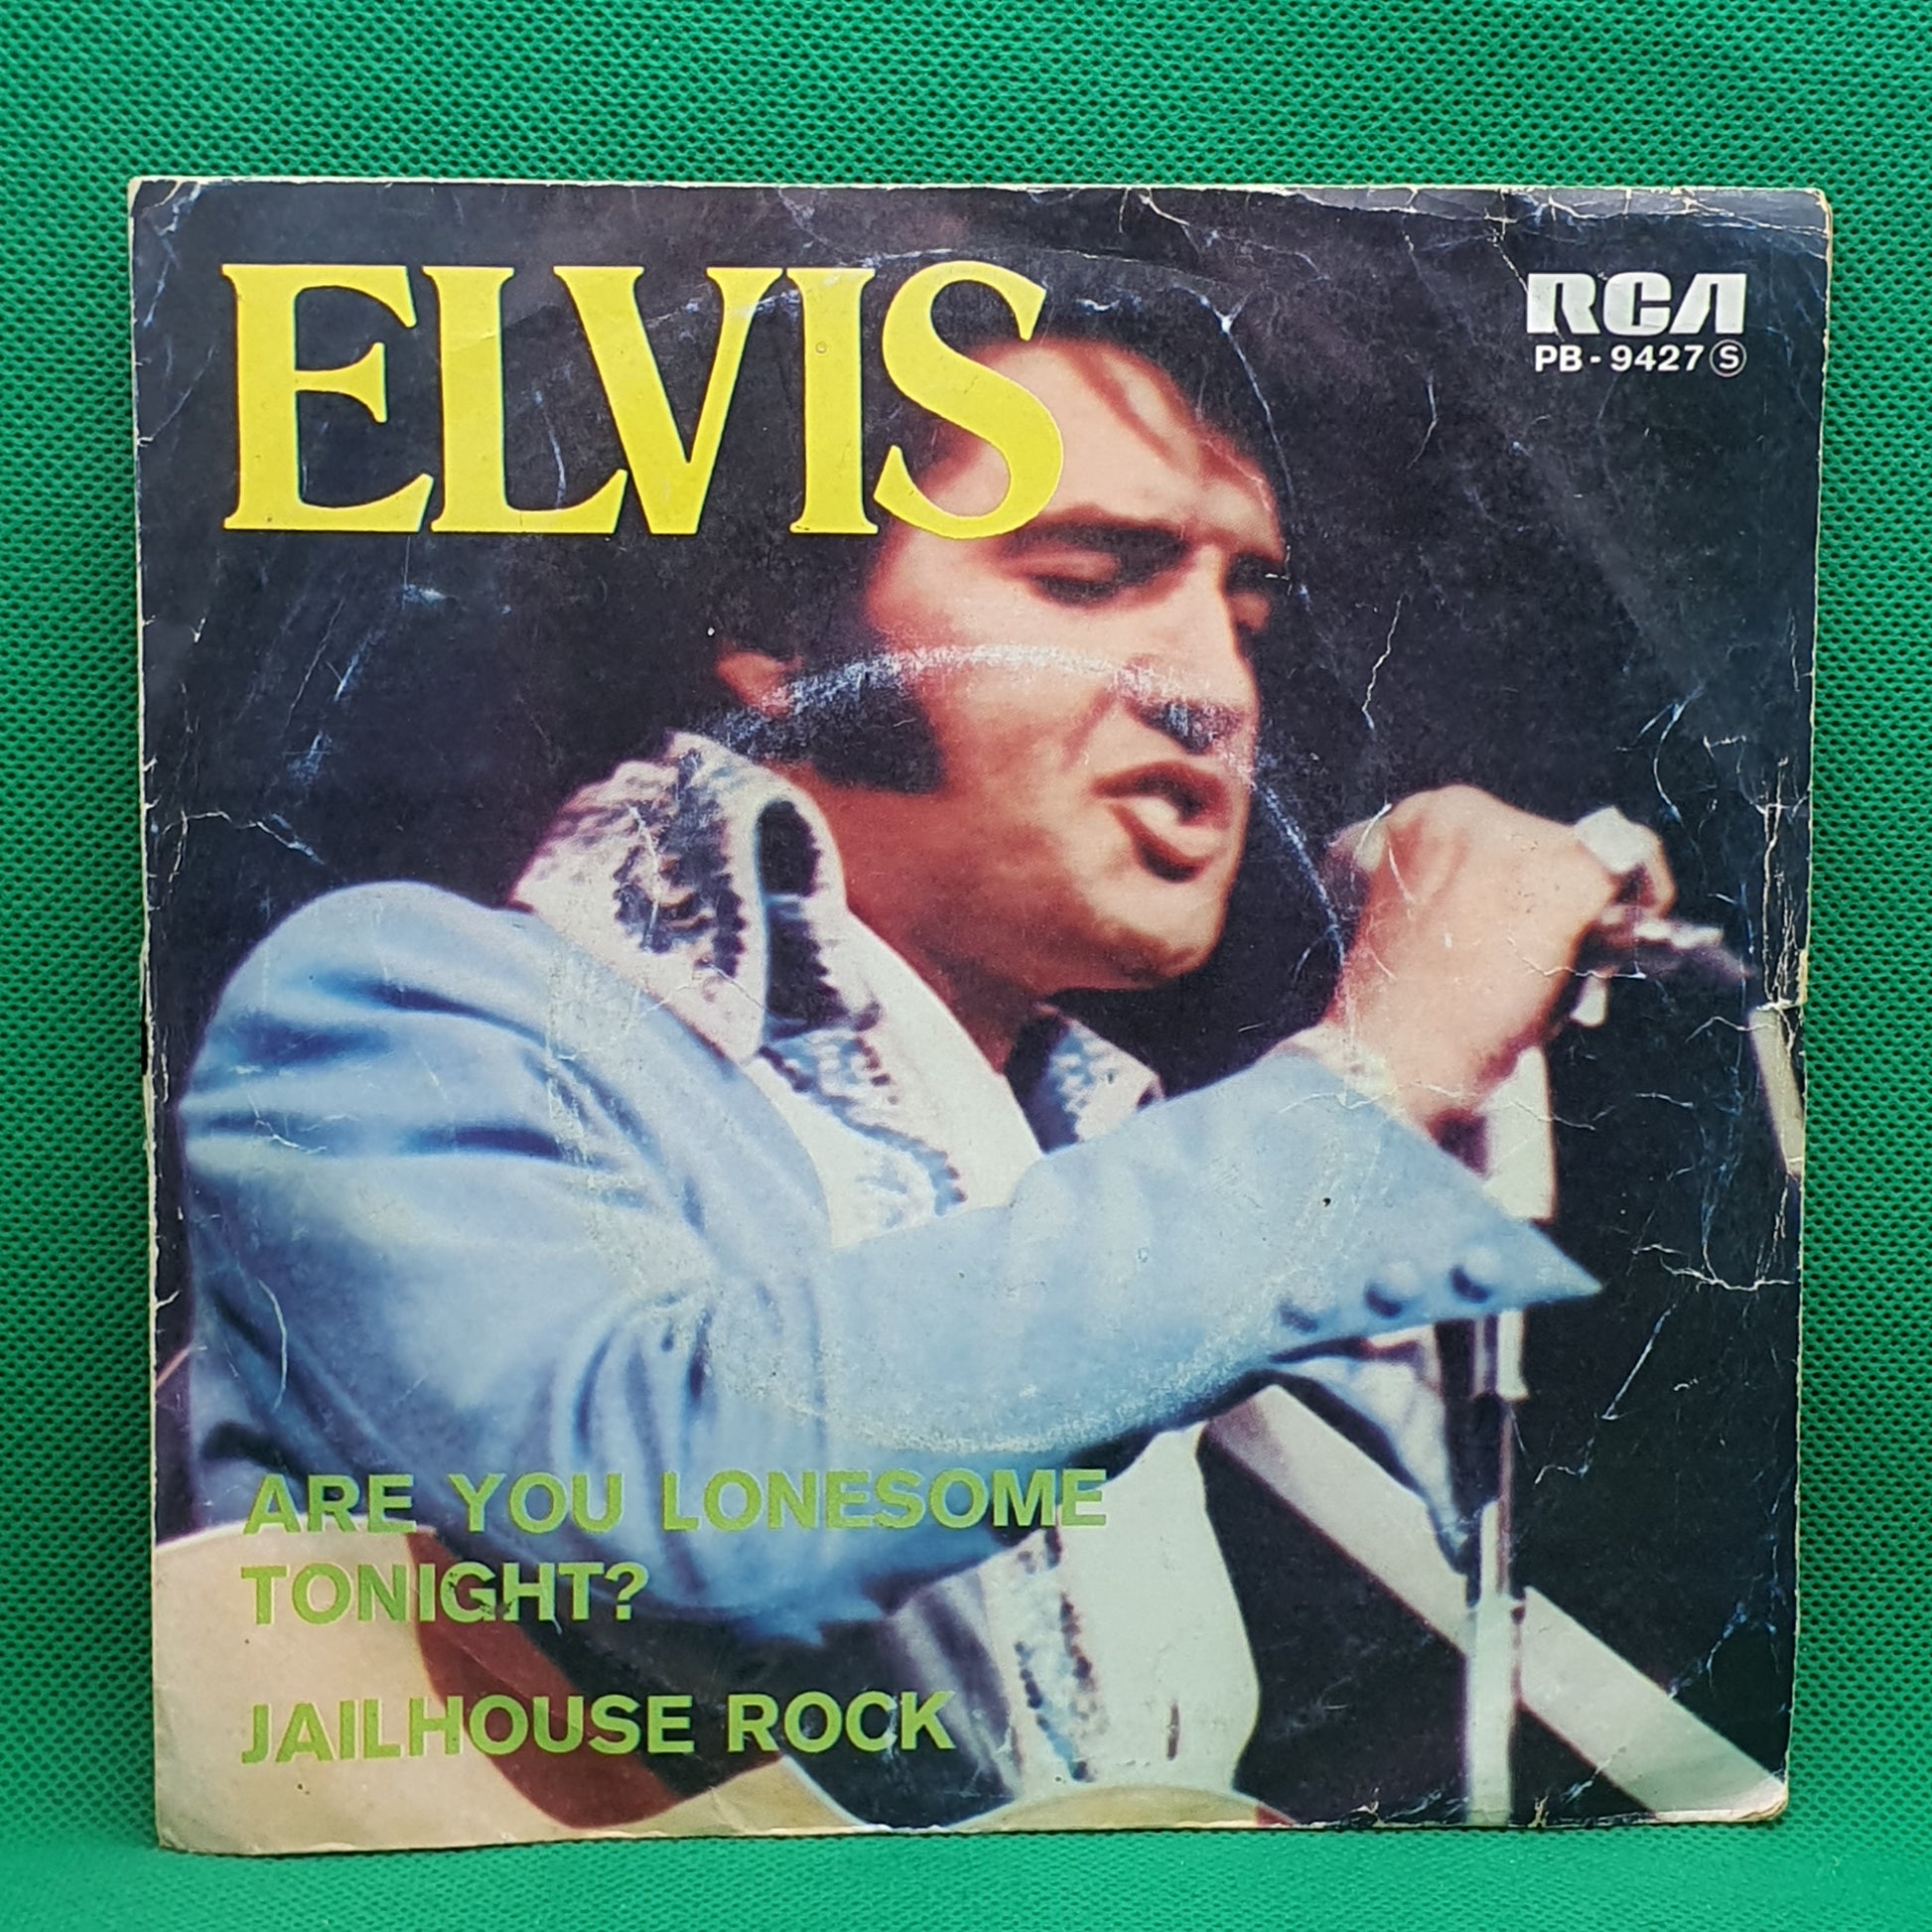 ELVIS
RCA
PB-9427 Ⓢ
ARE YOU LONESOME
TONIGHT?
JAILHOUSE ROCK